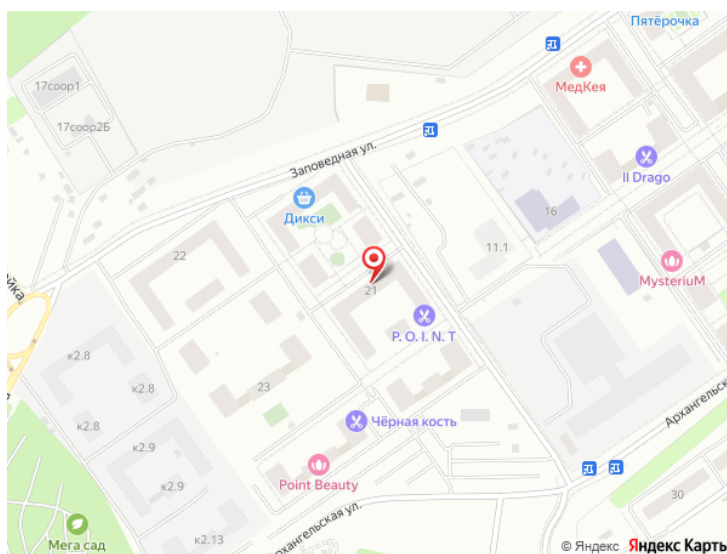 Пятёрочка
17соор1
МедКея
17соор2Б
Заповедная ул.
Il Drago
Дикси
16
22
11.1
ейка
MysteriuM
21
P. O. I. N. T
к2.8
к2.8
23
к2.8
Чёрная кость
Архангельск
к2.9
к2.9
Point Beauty
30
Архангельская ул.
к2.13
Мега сад
© Яндекс Яндекс Карты